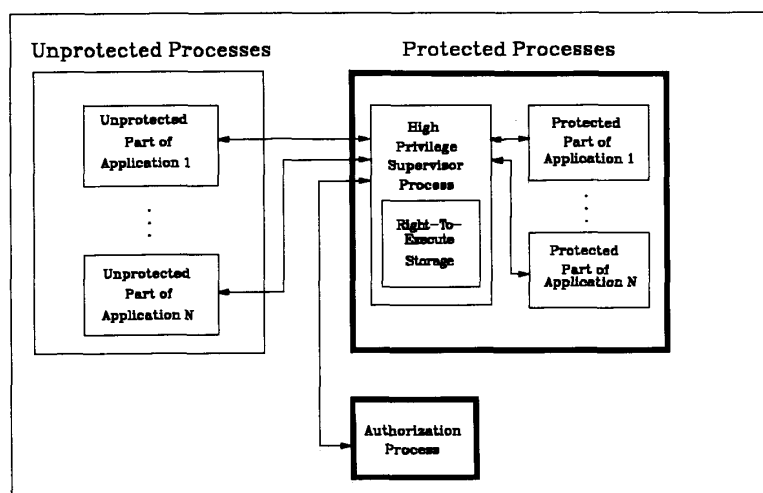 Unprotected Processes
Protected Processes
Unprotected
Part of
Application 1
Unprotected
Part of
Application N
High
Privilage
Supervisor
Process
Right-To-
Execute
Storage
Protected
Part of
Application 1
Protected
Part of
Application N
Authorization
Process